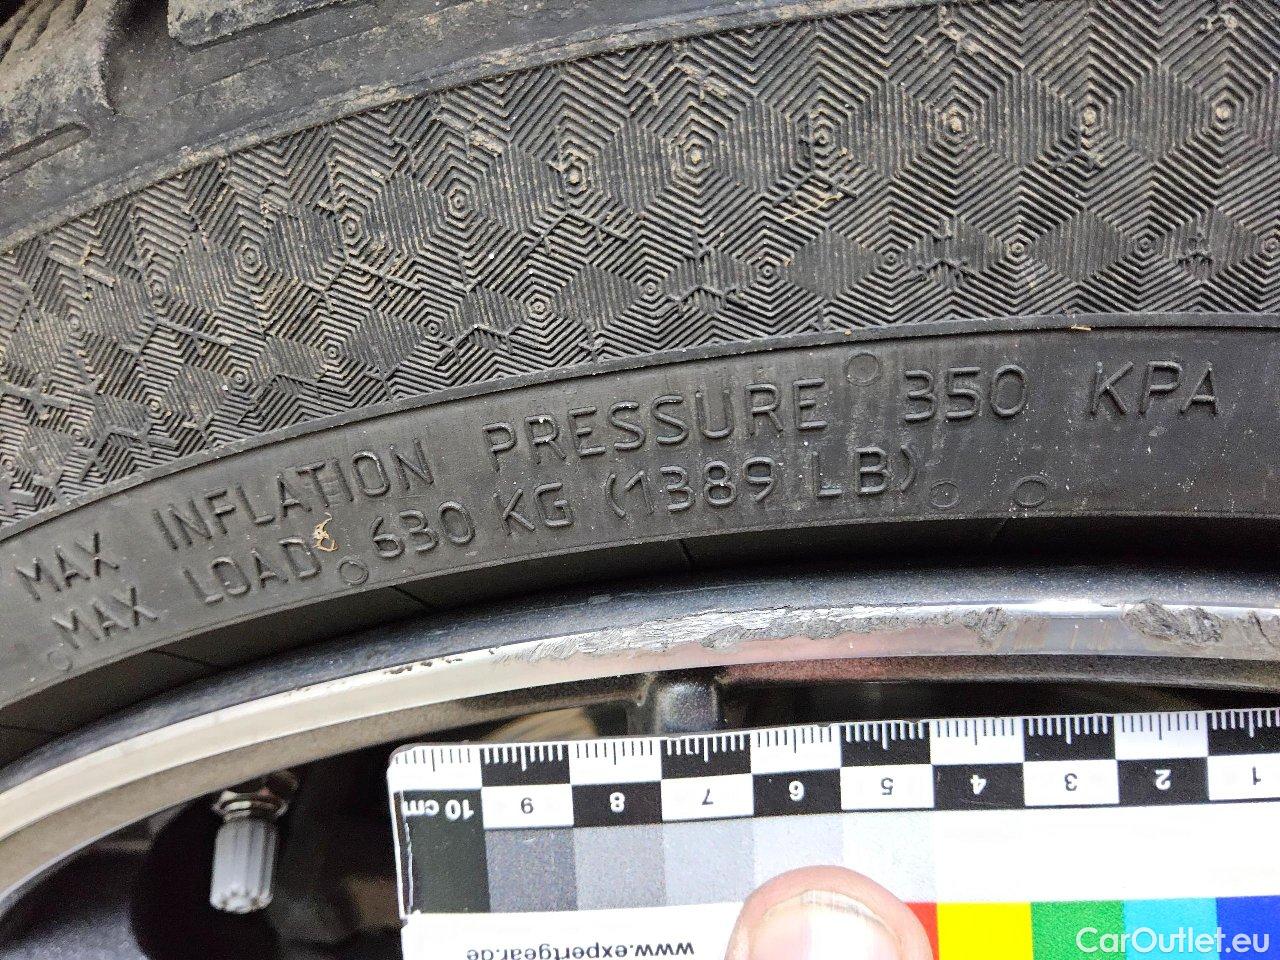 MAX INFLATION PRESSURE 350 KPA
MAX LOAD 630 KG (1389 LB)
10 cm 9 8 7 6 5 4 3 2 1
www.expertgear.de
CarOutlet.eu